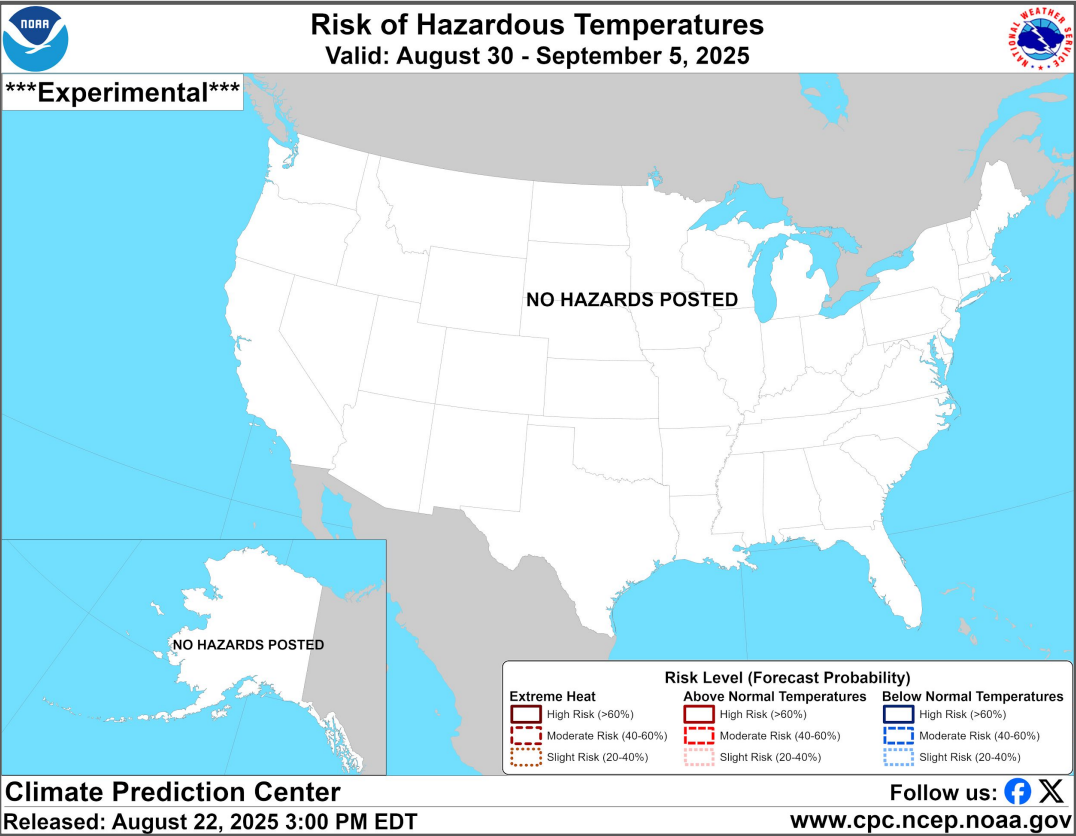 NOAA
Risk of Hazardous Temperatures
Valid: August 30 - September 5, 2025
NATIONAL WEATHER SERVICE
***Experimental***
NO HAZARDS POSTED
NO HAZARDS POSTED
Risk Level (Forecast Probability)
Extreme Heat
High Risk (>60%)
Moderate Risk (40-60%)
Slight Risk (20-40%)
Above Normal Temperatures
High Risk (>60%)
Moderate Risk (40-60%)
Slight Risk (20-40%)
Below Normal Temperatures
High Risk (>60%)
Moderate Risk (40-60%)
Slight Risk (20-40%)
Climate Prediction Center
Follow us:
Released: August 22, 2025 3:00 PM EDT
www.cpc.ncep.noaa.gov